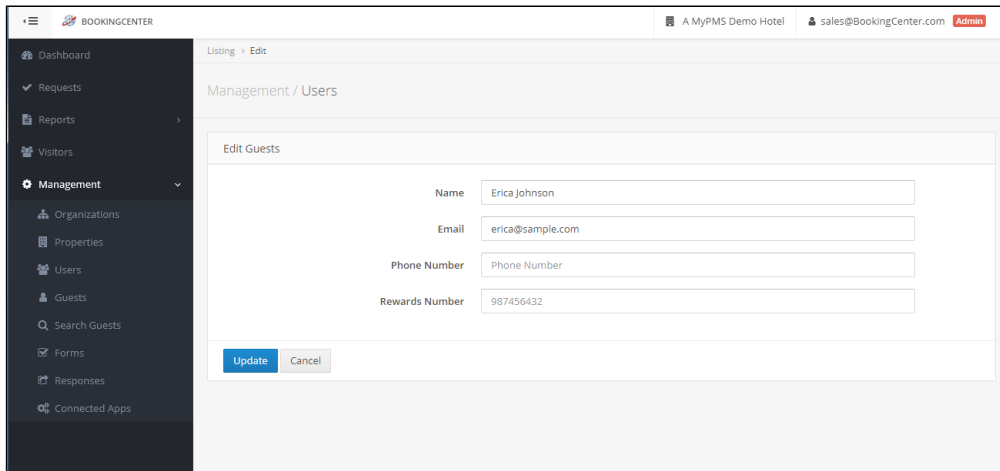 BOOKINGCENTER
A MyPMS Demo Hotel
sales@BookingCenter.com Admin
Dashboard
Requests
Reports
Visitors
Management
Organizations
Properties
Users
Guests
Search Guests
Forms
Responses
Connected Apps
Listing > Edit
Management / Users
Edit Guests
Name Erica Johnson
Email erica@sample.com
Phone Number Phone Number
Rewards Number 987456432
Update Cancel